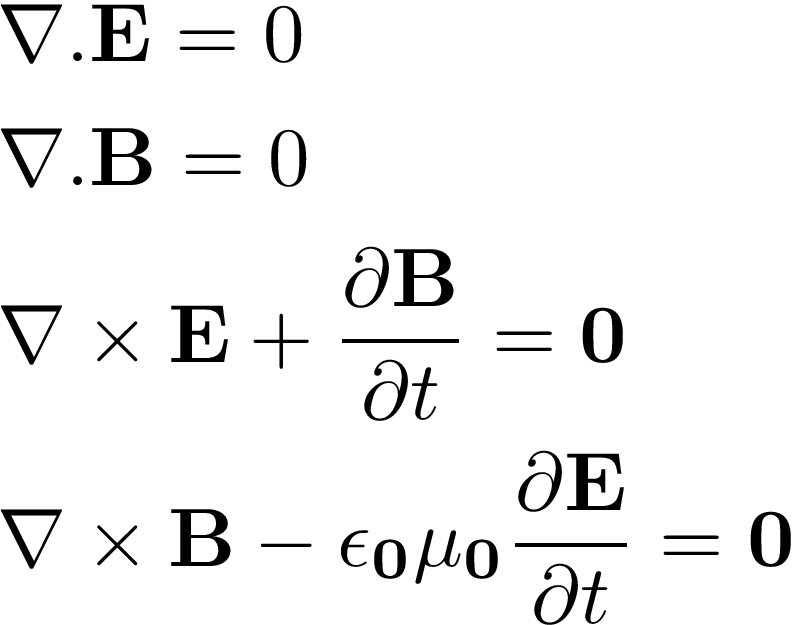 ∇.𝐄 = 0
∇.𝐁 = 0
∇ × 𝐄 + ∂𝐁/∂t = 𝟎
∇ × 𝐁 − ϵ₀μ₀ ∂𝐄/∂t = 𝟎